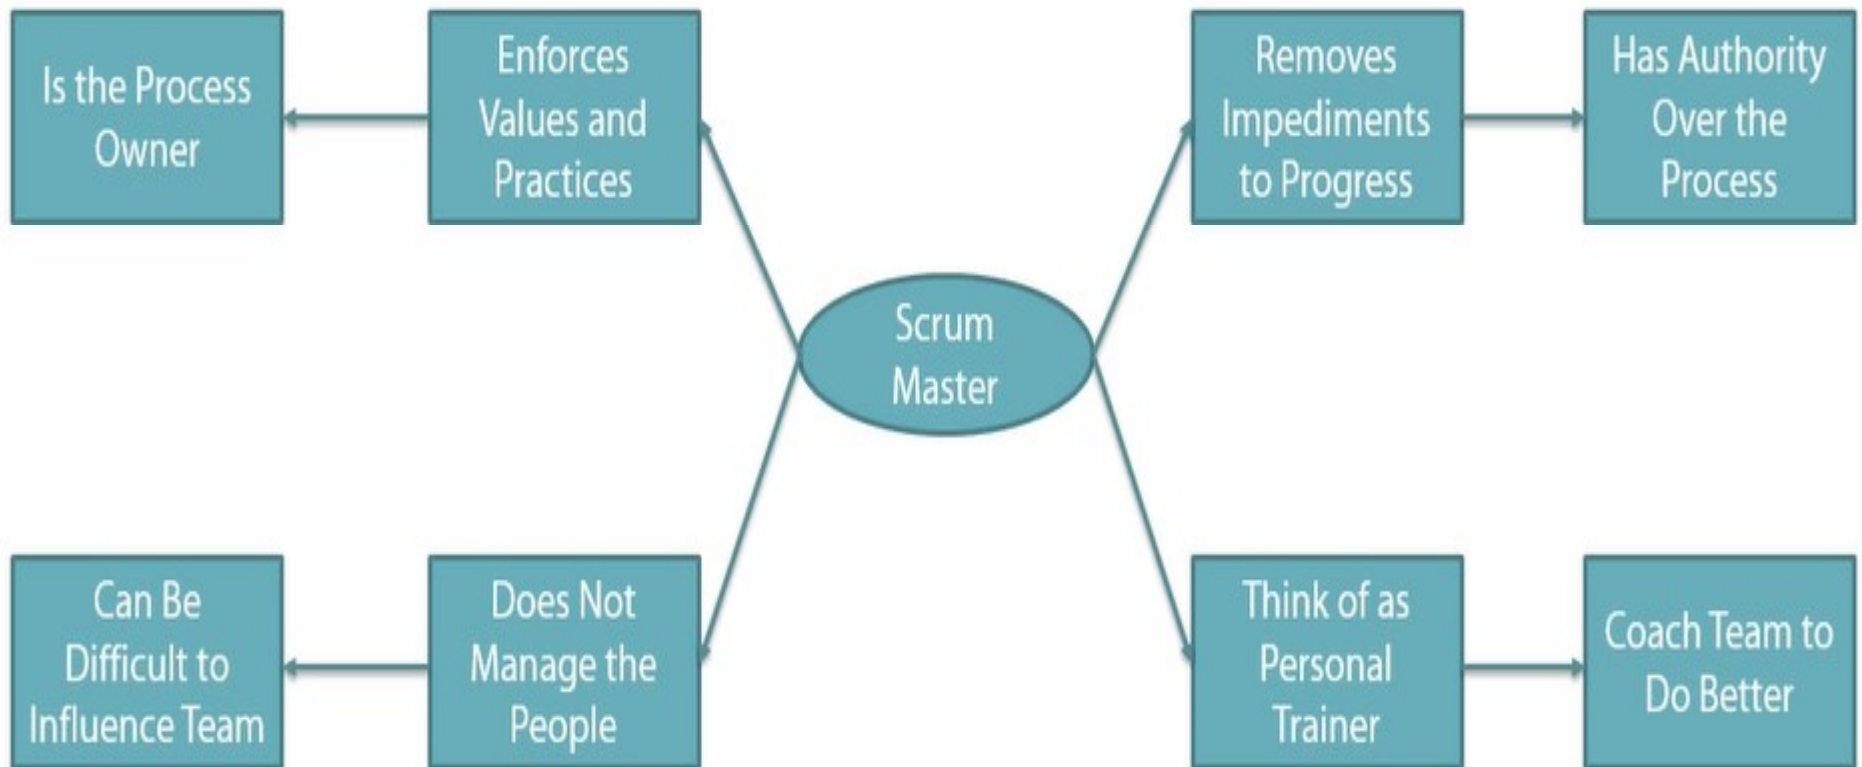 Is the Process
Owner
Enforces
Values and
Practices
Removes
Impediments
to Progress
Has Authority
Over the
Process
Scrum
Master
Can Be
Difficult to
Influence Team
Does Not
Manage the
People
Think of as
Personal
Trainer
Coach Team to
Do Better